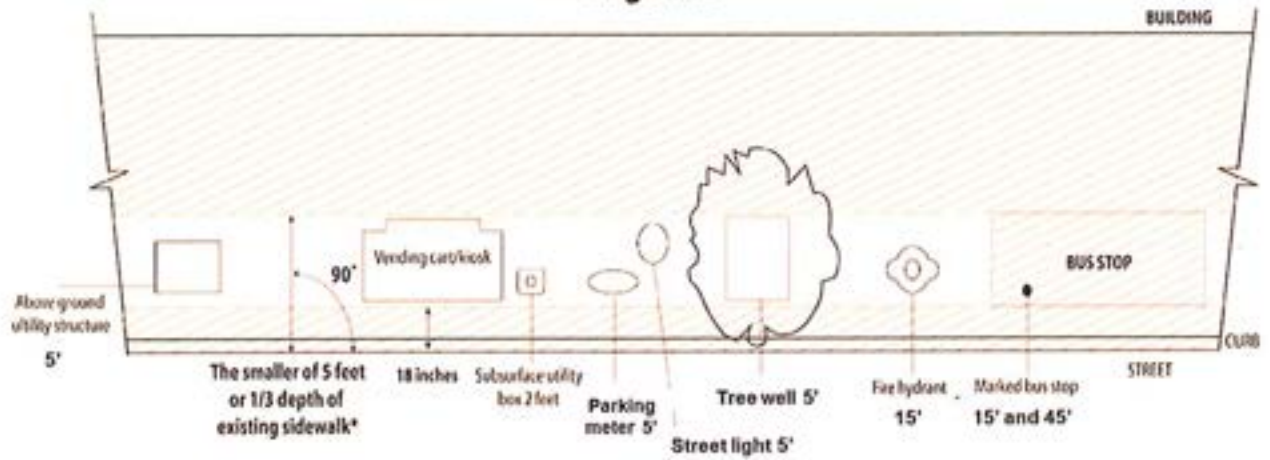 BUILDING
Vending cart/kiosk
90°
BUS STOP
Above ground
ultility structure
5'
CURB
STREET
The smaller of 5 feet
or 1/3 depth of
existing sidewalk*
18 inches
Subsurface utility
box 2 feet
Parking
meter 5'
Street light 5'
Tree well 5'
Fire hydrant
15'
Marked bus stop
15' and 45'